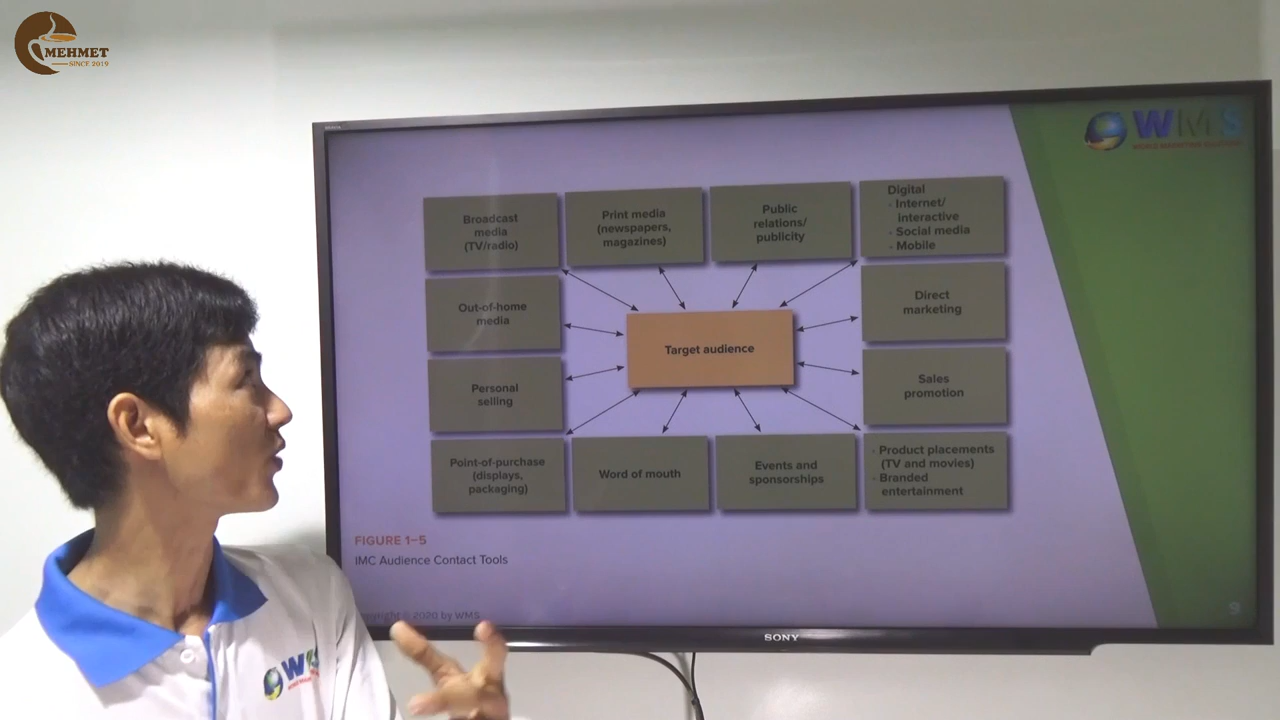 MEHMET
SINCE 2019
WMS
Broadcast
media
(TV/radio)
Print media
(newspapers,
magazines)
Public
relations/
publicity
Digital
- Internet/
interactive
- Social media
- Mobile
Out-of-home
media
Direct
marketing
Target audience
Personal
selling
Sales
promotion
Point-of-purchase
(displays,
packaging)
Word of mouth
Events and
sponsorships
- Product placements
(TV and movies)
- Branded
entertainment
FIGURE 1–5
IMC Audience Contact Tools
Copyright © 2020 by WMS
9
SONY
WMS